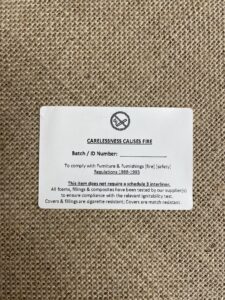 CARELESSNESS CAUSES FIRE
Batch / ID Number: _______________
To comply with Furniture & Furnishings (fire) (safety)
Regulations 1988-1993
This item does not require a schedule 3 interliner.
All foams, fillings & composites have been tested by our supplier(s)
to ensure compliance with the relevant ignitability test.
Covers & fillings are cigarette resistant. Covers are match resistant.